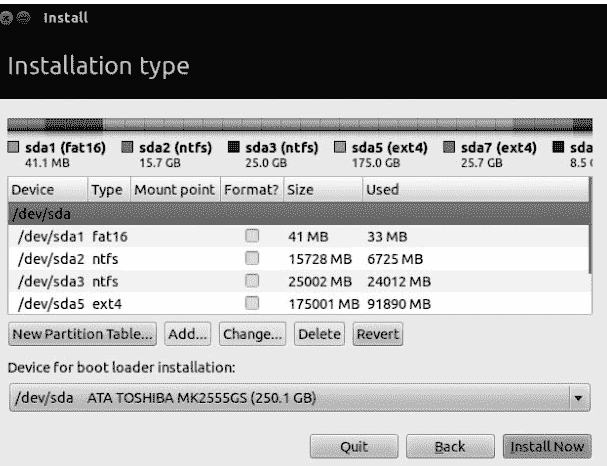 Install
Installation type
sda1 (fat16) sda2 (ntfs) sda3 (ntfs) sda5 (ext4) sda7 (ext4) sda
41.1 MB 15.7 GB 25.0 GB 175.0 GB 25.7 GB 8.5
Device Type Mount point Format? Size Used
/dev/sda
/dev/sda1 fat16 41 MB 33 MB
/dev/sda2 ntfs 15728 MB 6725 MB
/dev/sda3 ntfs 25002 MB 24012 MB
/dev/sda5 ext4 175001 MB 91890 MB
New Partition Table... Add... Change... Delete Revert
Device for boot loader installation:
/dev/sda ATA TOSHIBA MK2555GS (250.1 GB)
Quit Back Install Now